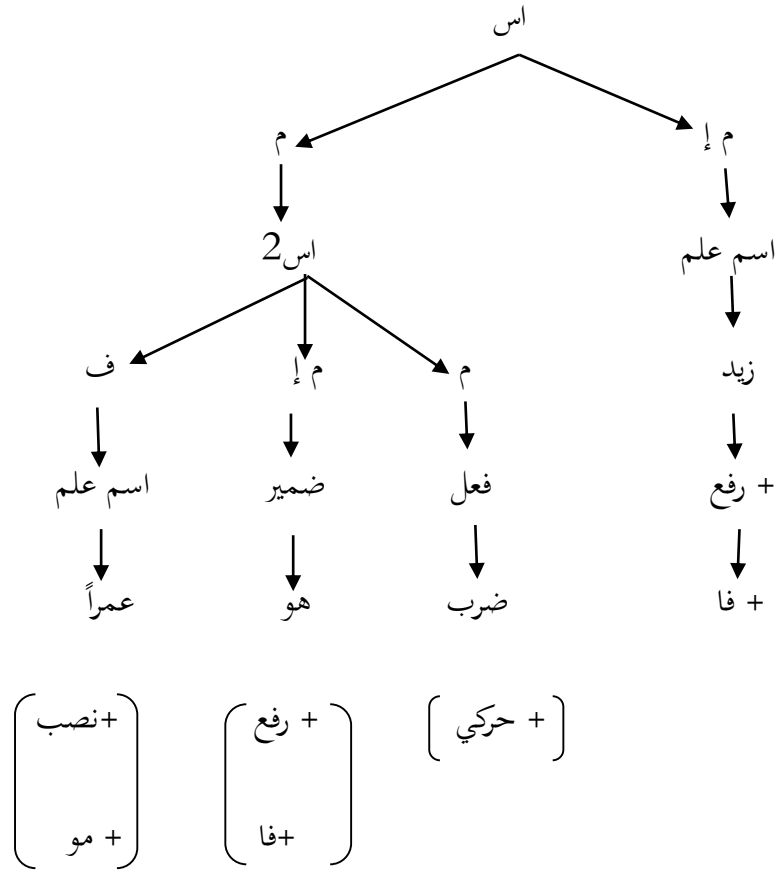 اس
م إ م
اسم علم اس2
زيد م م إ ف
+ رفع فعل ضمير اسم علم
+ فا ضرب هو عمراً
+ حركي + رفع +نصب
+فا + مو